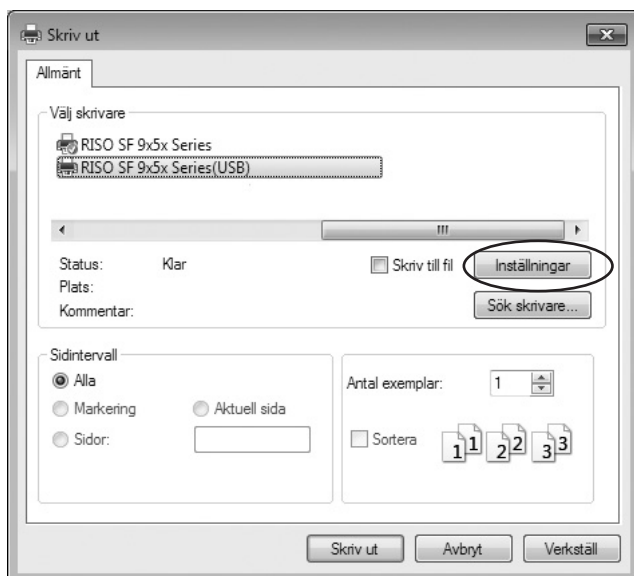 Skriv ut
Allmänt
Välj skrivare
RISO SF 9x5x Series
RISO SF 9x5x Series(USB)
Status: Klar
Skriv till fil
Inställningar
Plats:
Kommentar:
Sök skrivare...
Sidintervall
Alla
Markering
Aktuell sida
Sidor:
Antal exemplar: 1
Sortera
1 1 2 2 3 3
Skriv ut
Avbryt
Verkställ